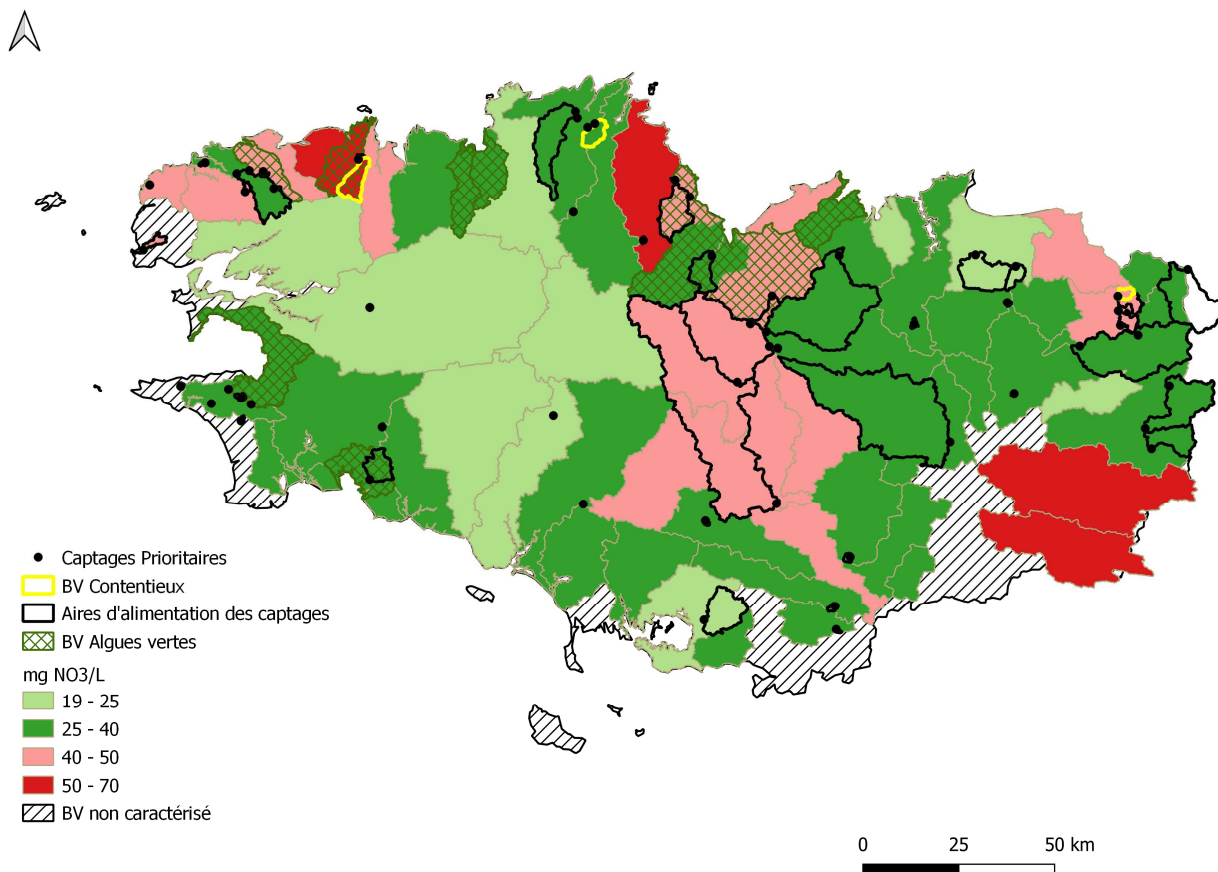 Captages Prioritaires
BV Contentieux
Aires d'alimentation des captages
BV Algues vertes
mg NO3/L
19 - 25
25 - 40
40 - 50
50 - 70
BV non caractérisé
0 25 50 km